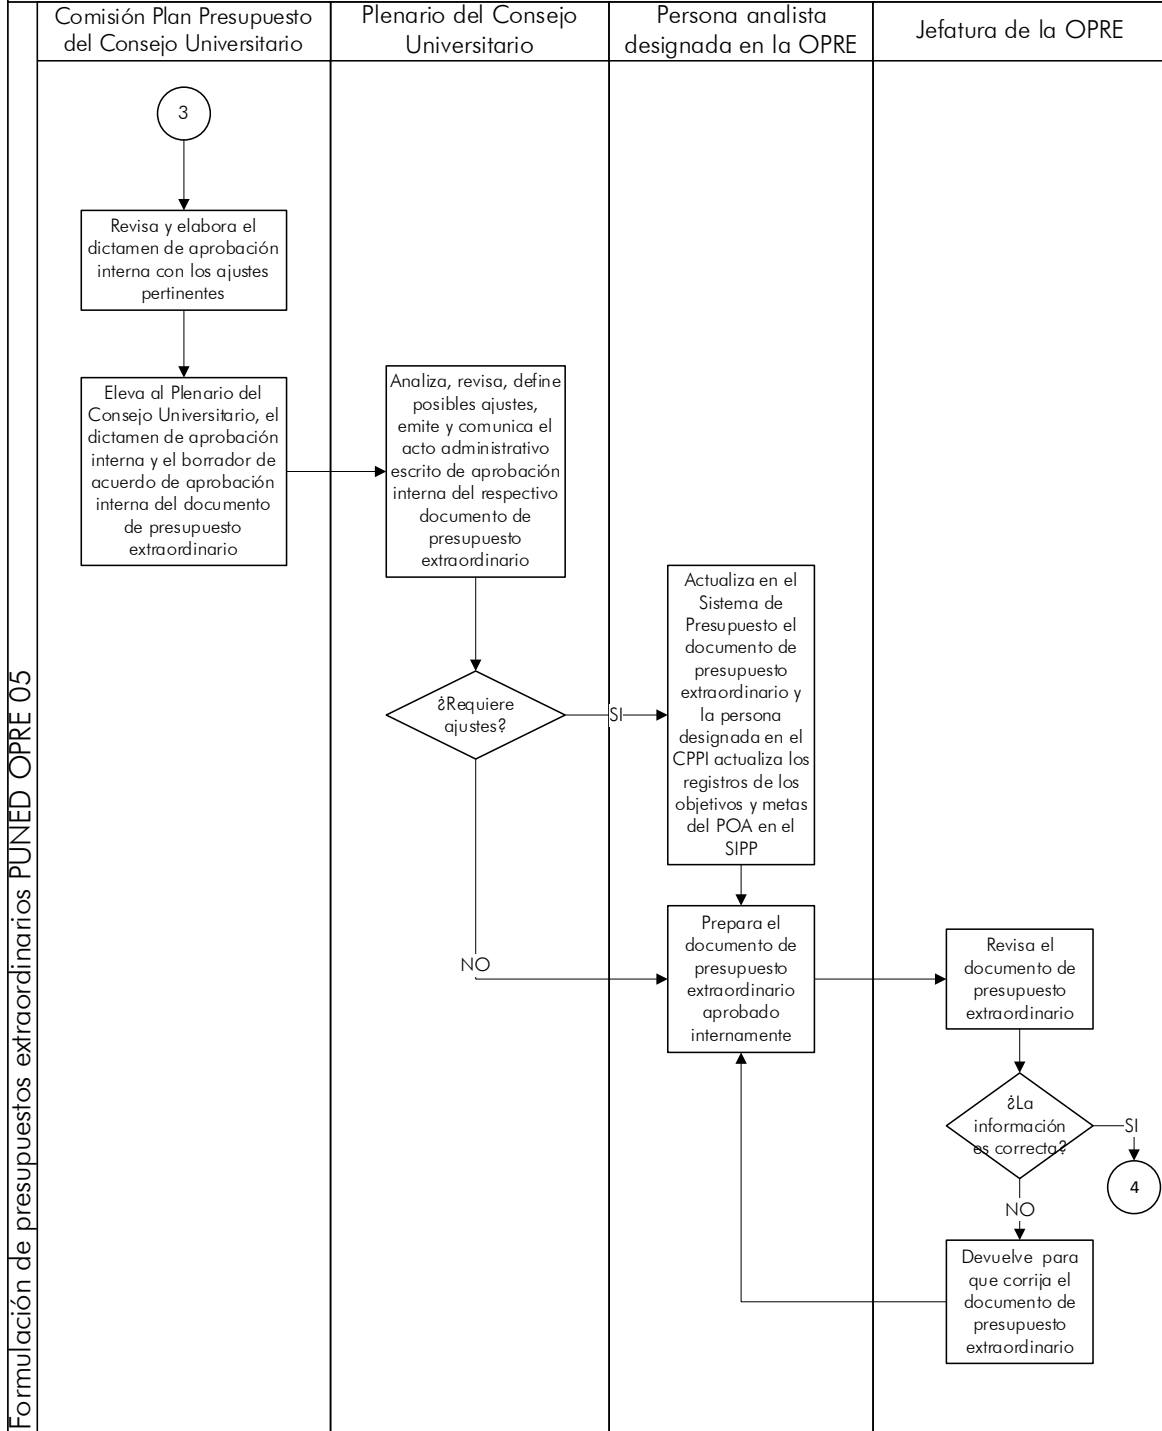 Formulación de presupuestos extraordinarios PUNED OPRE 05
Comisión Plan Presupuesto
del Consejo Universitario
Plenario del Consejo
Universitario
Persona analista
designada en la OPRE
Jefatura de la OPRE
3
Revisa y elabora el
dictamen de aprobación
interna con los ajustes
pertinentes
Eleva al Plenario del
Consejo Universitario, el
dictamen de aprobación
interna y el borrador de
acuerdo de aprobación
interna del documento
de presupuesto
extraordinario
Analiza, revisa, define
posibles ajustes,
emite y comunica el
acto administrativo
escrito de aprobación
interna del respectivo
documento de
presupuesto
extraordinario
¿Requiere
ajustes?
SI
NO
Actualiza en el
Sistema de
Presupuesto el
documento de
presupuesto
extraordinario y
la persona
designada en el
CPPI actualiza los
registros de los
objetivos y metas
del POA en el
SIPP
Prepara el
documento de
presupuesto
extraordinario
aprobado
internamente
Revisa el
documento de
presupuesto
extraordinario
¿La
información
es correcta?
SI
4
NO
Devuelve para
que corrija el
documento de
presupuesto
extraordinario